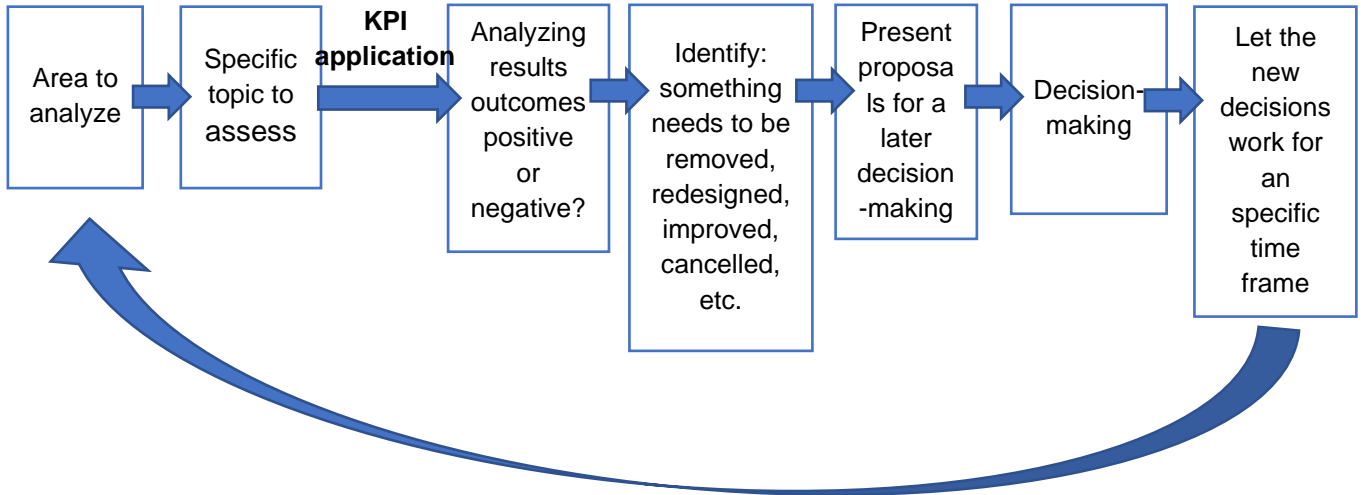 Area to
analyze
Specific
topic to
assess
KPI
application
Analyzing
results
outcomes
positive
or
negative?
Identify:
something
needs to be
removed,
redesigned,
improved,
cancelled,
etc.
Present
proposa
ls for a
later
decision
-making
Decision-
making
Let the
new
decisions
work for
an
specific
time
frame